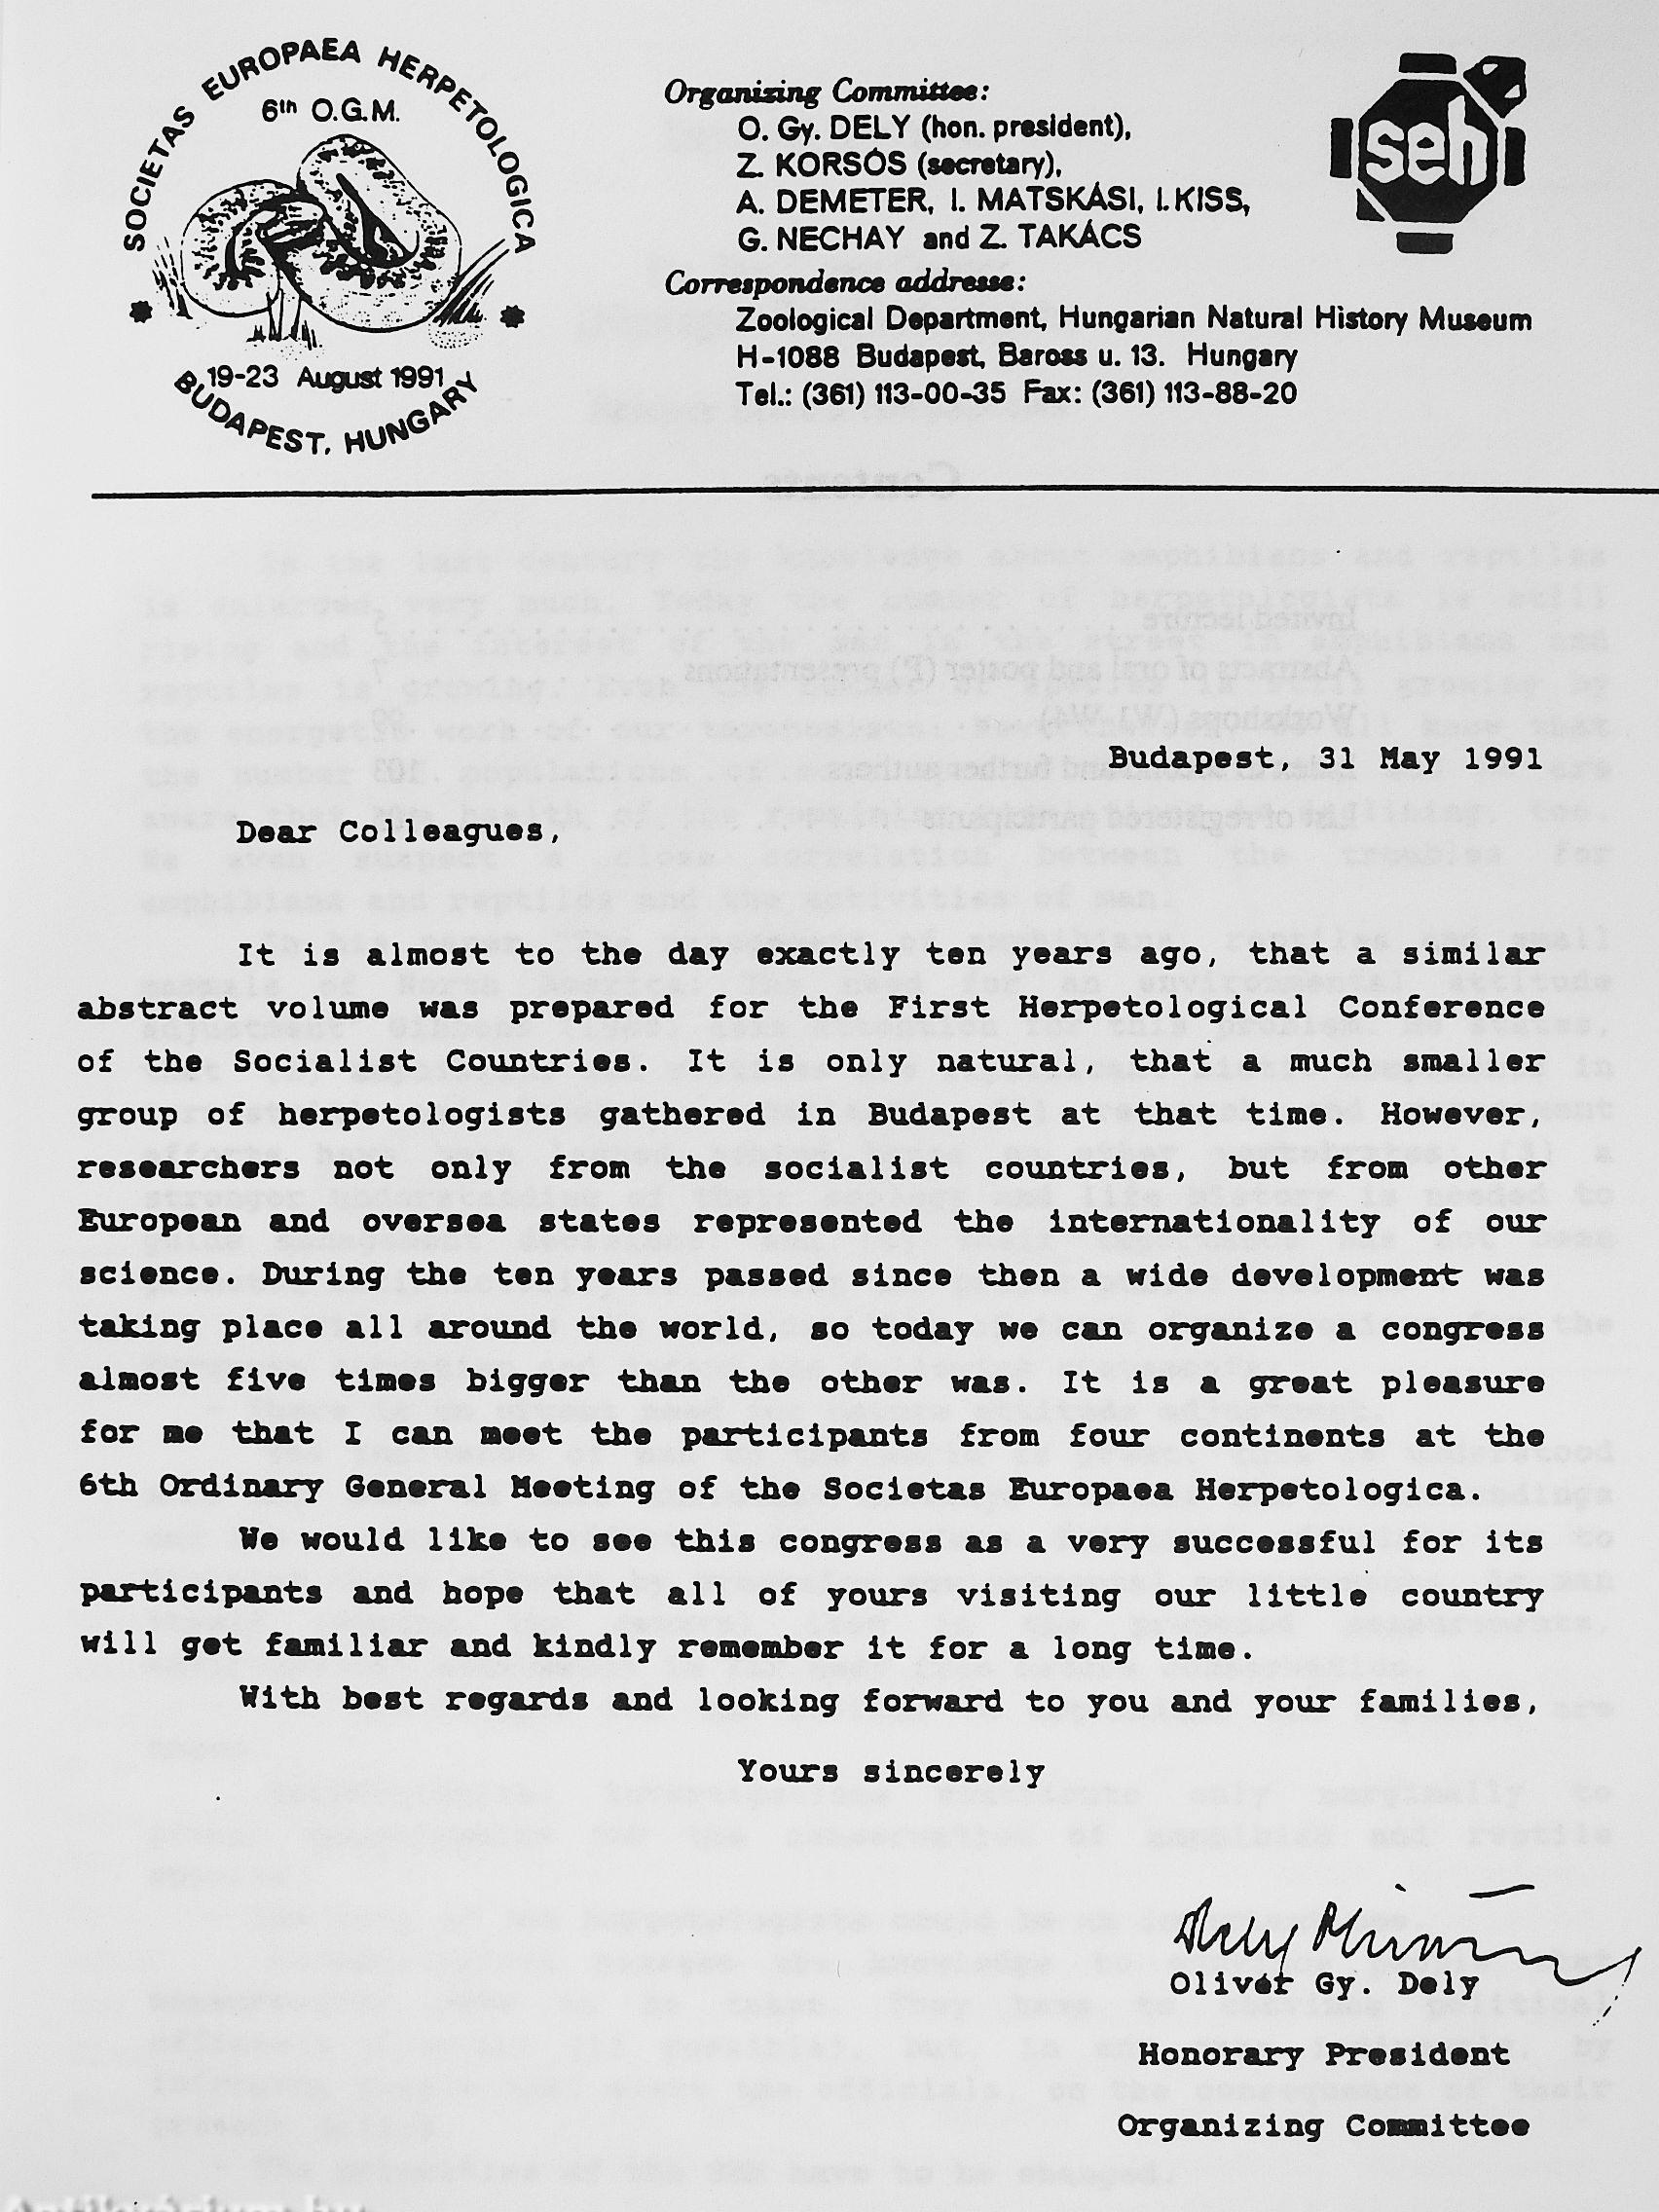 SOCIETAS EUROPAEA HERPETOLOGICA
6th O.G.M.
19-23 August 1991
BUDAPEST, HUNGARY
Organizing Committee:
O. Gy. DELY (hon. president),
Z. KORSÓS (secretary),
A. DEMETER, I. MATSKÁSI, I. KISS,
G. NECHAY and Z. TAKÁCS
Correspondence addresse:
Zoological Department, Hungarian Natural History Museum
H-1088 Budapest, Baross u. 13. Hungary
Tel.: (361) 113-00-35 Fax: (361) 113-88-20
seh
Budapest, 31 May 1991
Dear Colleagues,
It is almost to the day exactly ten years ago, that a similar
abstract volume was prepared for the First Herpetological Conference
of the Socialist Countries. It is only natural, that a much smaller
group of herpetologists gathered in Budapest at that time. However,
researchers not only from the socialist countries, but from other
European and oversea states represented the internationality of our
science. During the ten years passed since then a wide development was
taking place all around the world, so today we can organize a congress
almost five times bigger than the other was. It is a great pleasure
for me that I can meet the participants from four continents at the
6th Ordinary General Meeting of the Societas Europaea Herpetologica.
We would like to see this congress as a very successful for its
participants and hope that all of yours visiting our little country
will get familiar and kindly remember it for a long time.
With best regards and looking forward to you and your families,
Yours sincerely
Oliver Gy. Dely
Honorary President
Organizing Committee